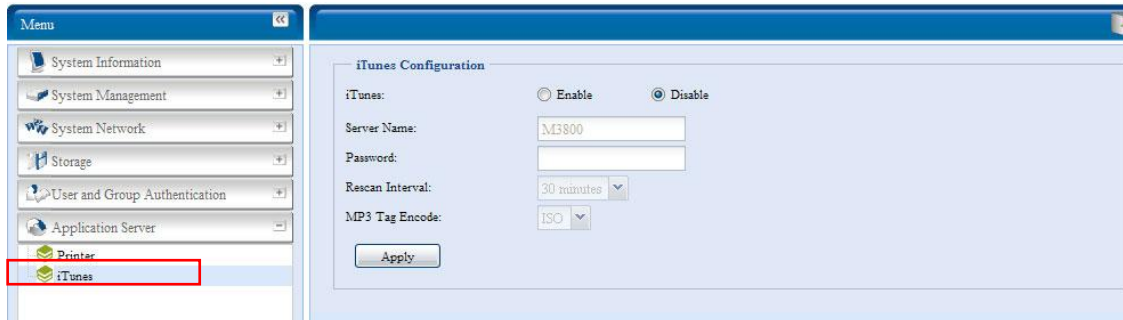 Menu
System Information
System Management
System Network
Storage
User and Group Authentication
Application Server
Printer
iTunes
iTunes Configuration
iTunes: Enable Disable
Server Name: M3800
Password:
Rescan Interval: 30 minutes
MP3 Tag Encode: ISO
Apply